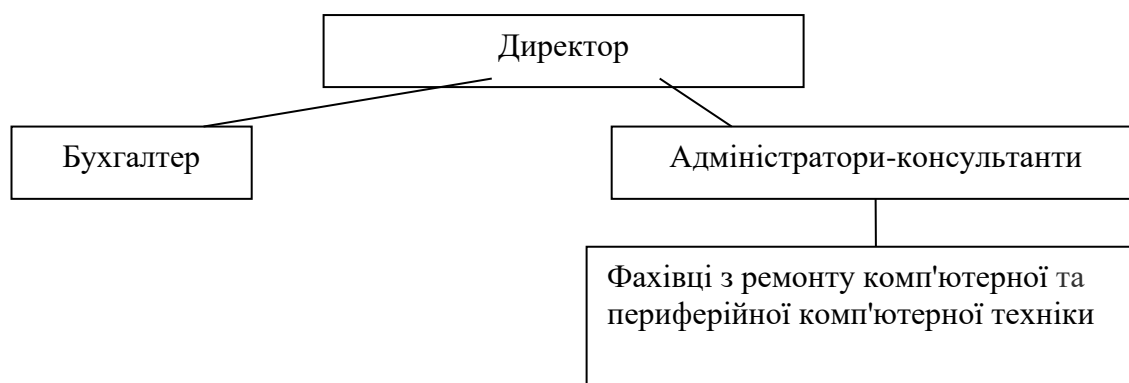 Директор
Бухгалтер
Адміністратори-консультанти
Фахівці з ремонту комп'ютерної та
периферійної комп'ютерної техніки